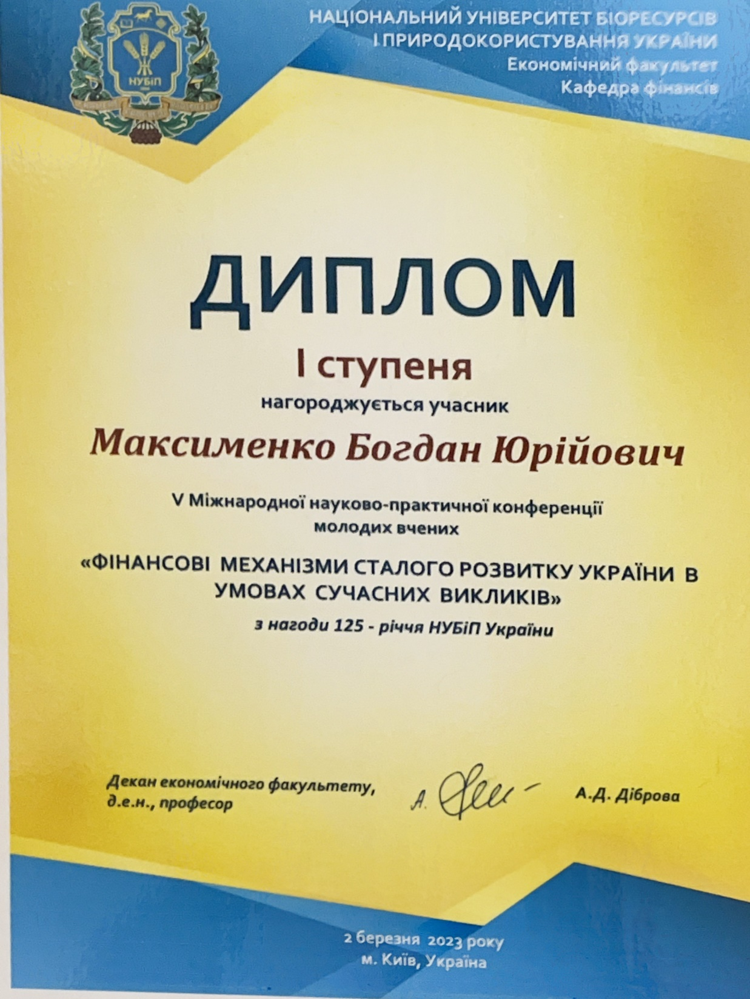 НАЦІОНАЛЬНИЙ УНІВЕРСИТЕТ БІОРЕСУРСІВ
І ПРИРОДОКОРИСТУВАННЯ УКРАЇНИ
Економічний факультет
Кафедра фінансів
НУБіП
ДИПЛОМ
І ступеня
нагороджується учасник
Максименко Богдан Юрійович
V Міжнародної науково-практичної конференції
молодих вчених
«ФІНАНСОВІ МЕХАНІЗМИ СТАЛОГО РОЗВИТКУ УКРАЇНИ В
УМОВАХ СУЧАСНИХ ВИКЛИКІВ»
з нагоди 125 - річчя НУБіП України
Декан економічного факультету,
д.е.н., професор
А.Д. Діброва
2 березня 2023 року
м. Київ, Україна